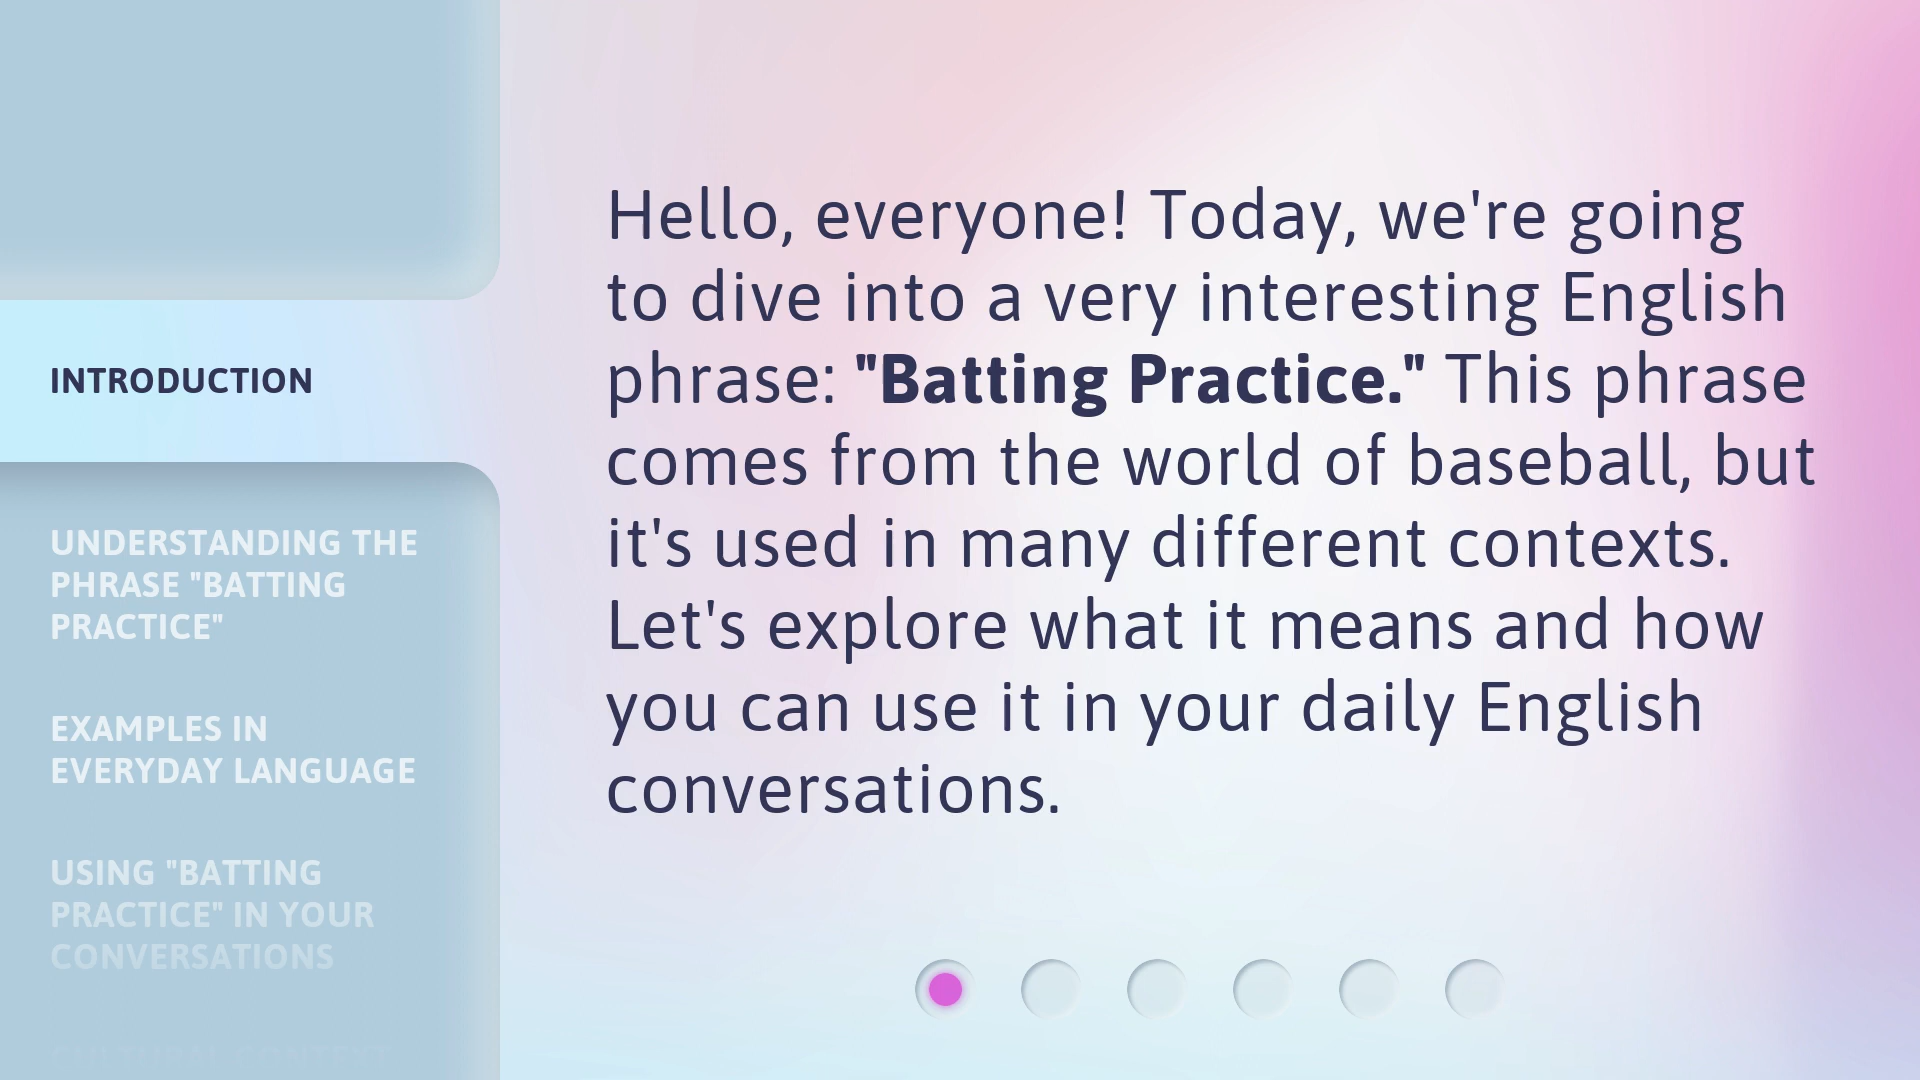 INTRODUCTION
UNDERSTANDING THE
PHRASE "BATTING
PRACTICE"
EXAMPLES IN
EVERYDAY LANGUAGE
USING "BATTING
PRACTICE" IN YOUR
CONVERSATIONS
CULTURAL CONTEXT
Hello, everyone! Today, we're going
to dive into a very interesting English
phrase: "Batting Practice." This phrase
comes from the world of baseball, but
it's used in many different contexts.
Let's explore what it means and how
you can use it in your daily English
conversations.